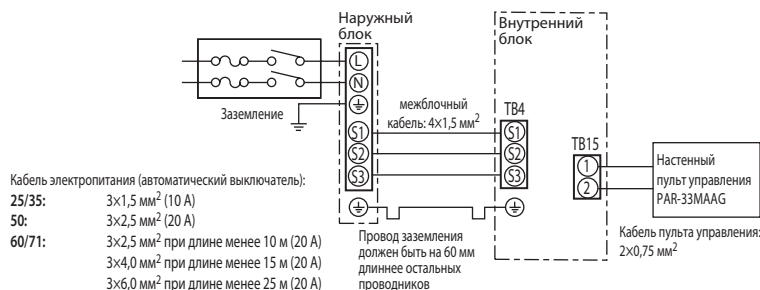 Наружный
блок
Внутренний
блок
L
N
Заземление
межблочный
кабель: 4×1,5 мм²
TB4
S1
S2
S3
S1
S2
S3
TB15
1
2
Настенный
пульт управления
PAR-33MAAG
Кабель пульта управления:
2×0,75 мм²
Провод заземления
должен быть на 60 мм
длиннее остальных
проводников
Кабель электропитания (автоматический выключатель):
25/35: 3×1,5 мм² (10 А)
50: 3×2,5 мм² (20 А)
60/71: 3×2,5 мм² при длине менее 10 м (20 А)
3×4,0 мм² при длине менее 15 м (20 А)
3×6,0 мм² при длине менее 25 м (20 А)